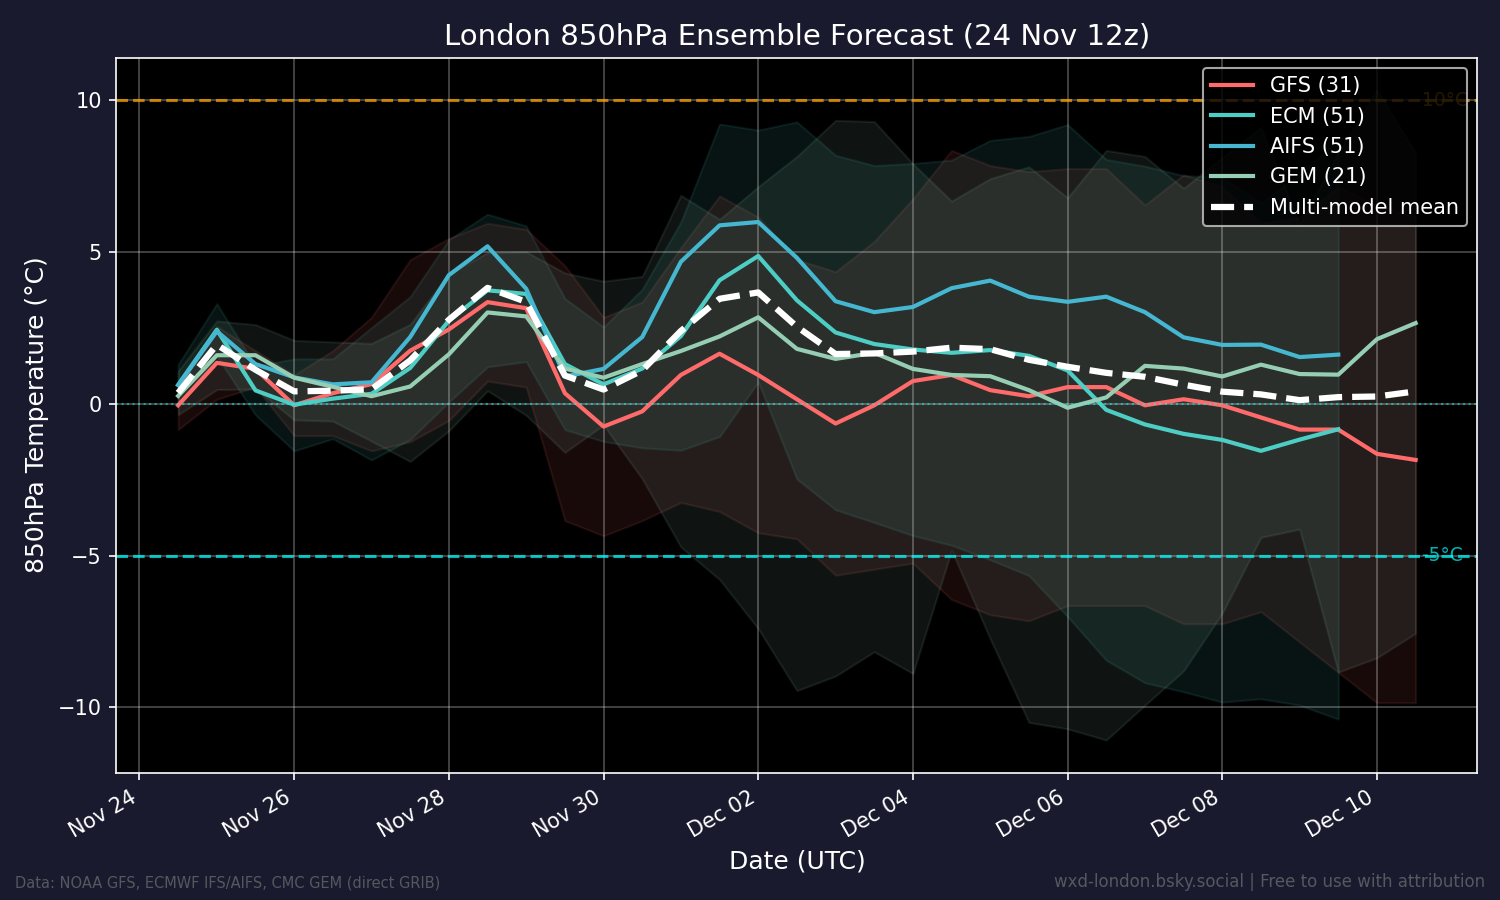 London 850hPa Ensemble Forecast (24 Nov 12z)
GFS (31)
ECM (51)
AIFS (51)
GEM (21)
Multi-model mean
10°C
-5°C
850hPa Temperature (°C)
10
5
0
−5
−10
Nov 24
Nov 26
Nov 28
Nov 30
Dec 02
Dec 04
Dec 06
Dec 08
Dec 10
Date (UTC)
Data: NOAA GFS, ECMWF IFS/AIFS, CMC GEM (direct GRIB)
wxd-london.bsky.social | Free to use with attribution